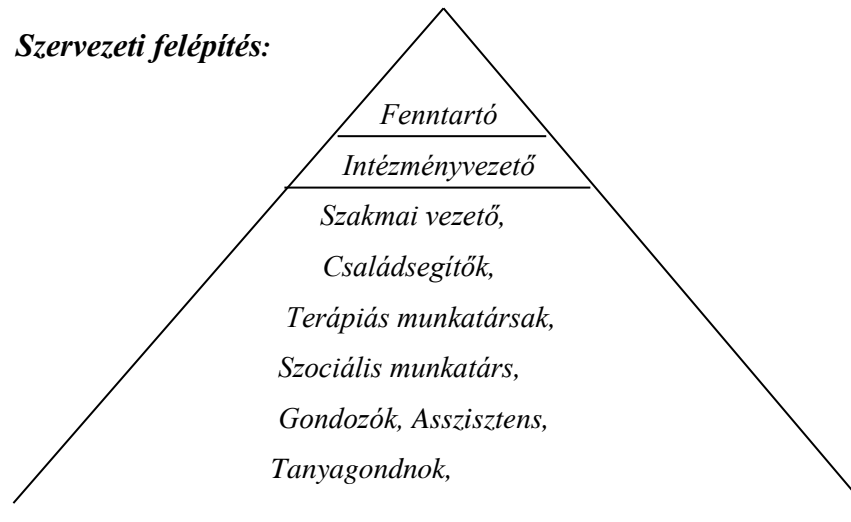 Szervezeti felépítés:
Fenntartó
Intézményvezető
Szakmai vezető,
Családsegítők,
Terápiás munkatársak,
Szociális munkatárs,
Gondozók, Asszisztens,
Tanyagondnok,